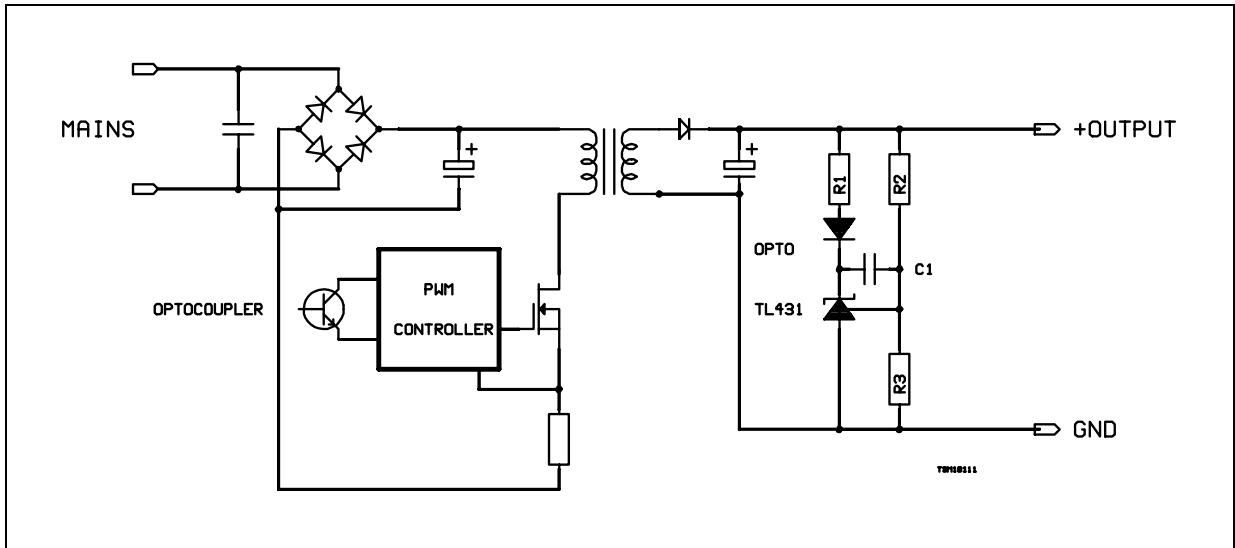 MAINS
+
+
+OUTPUT
R1
R2
OPTO
C1
PWM
OPTOCOUPLER
TL431
CONTROLLER
R3
GND